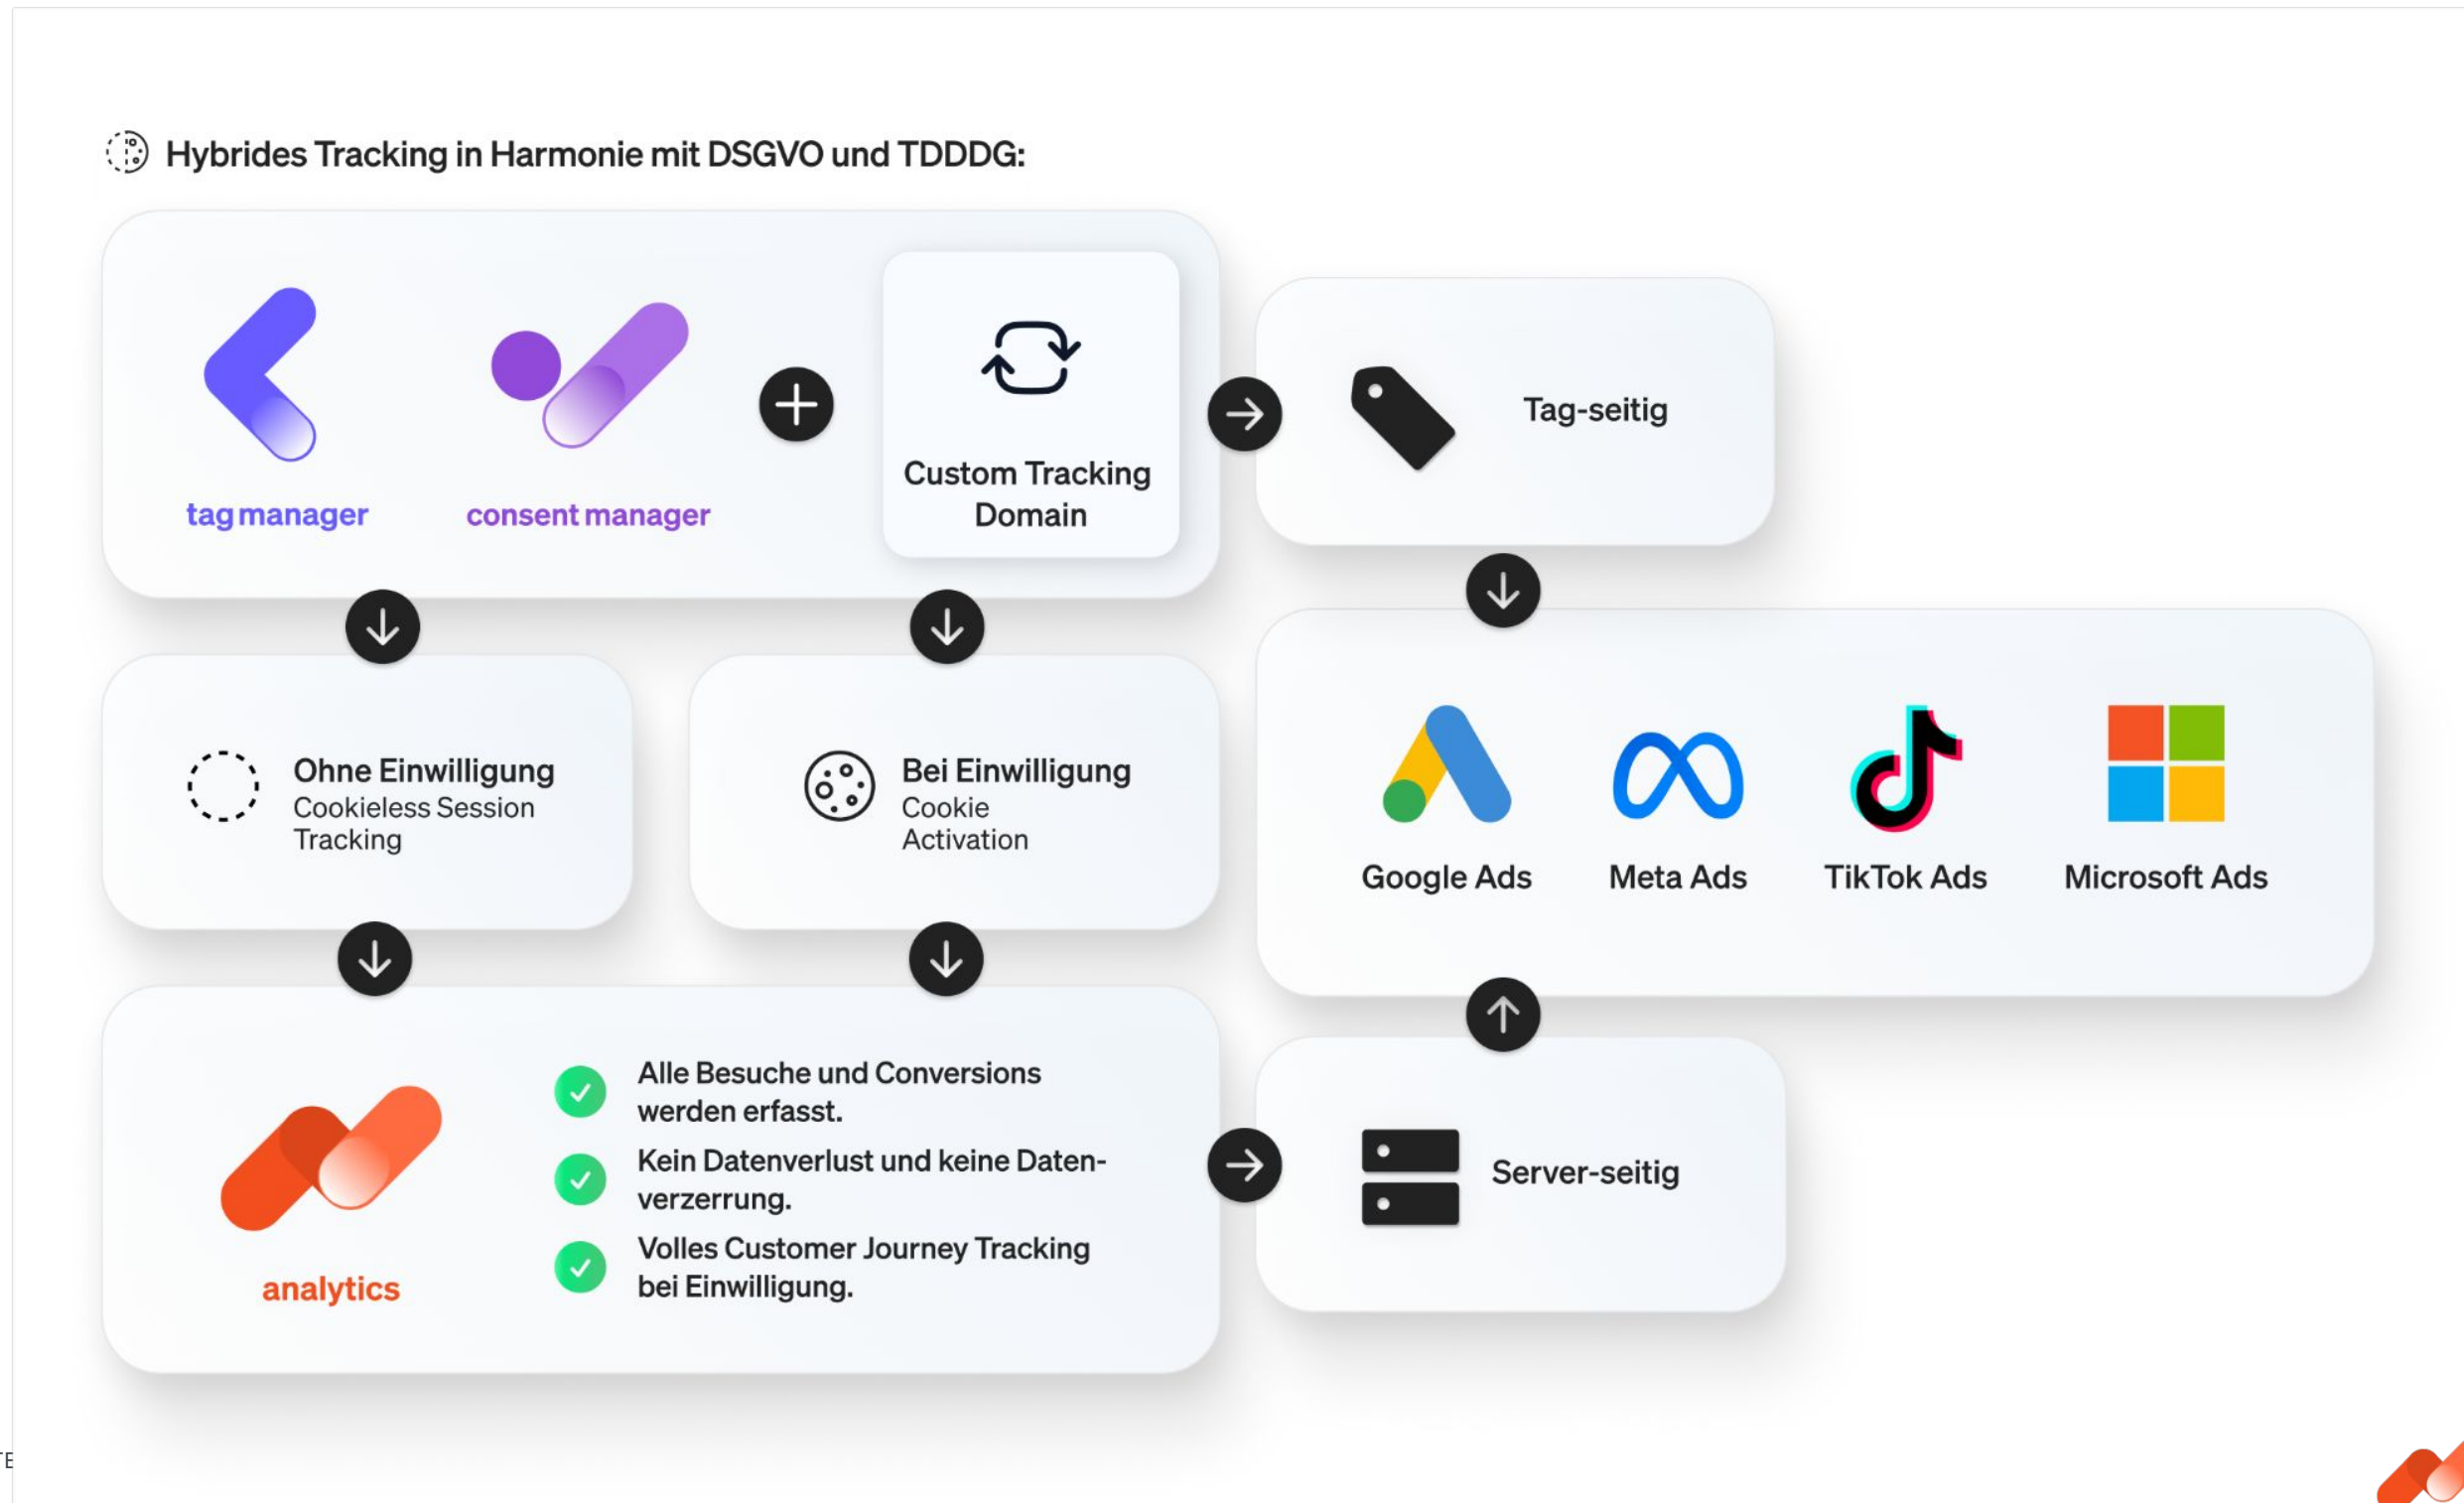 Hybrides Tracking in Harmonie mit DSGVO und TDDDG:
tag manager
consent manager
Custom Tracking
Domain
Tag-seitig
Ohne Einwilligung
Cookieless Session
Tracking
Bei Einwilligung
Cookie
Activation
Google Ads
Meta Ads
TikTok Ads
Microsoft Ads
analytics
Alle Besuche und Conversions
werden erfasst.
Kein Datenverlust und keine Daten-
verzerrung.
Volles Customer Journey Tracking
bei Einwilligung.
Server-seitig